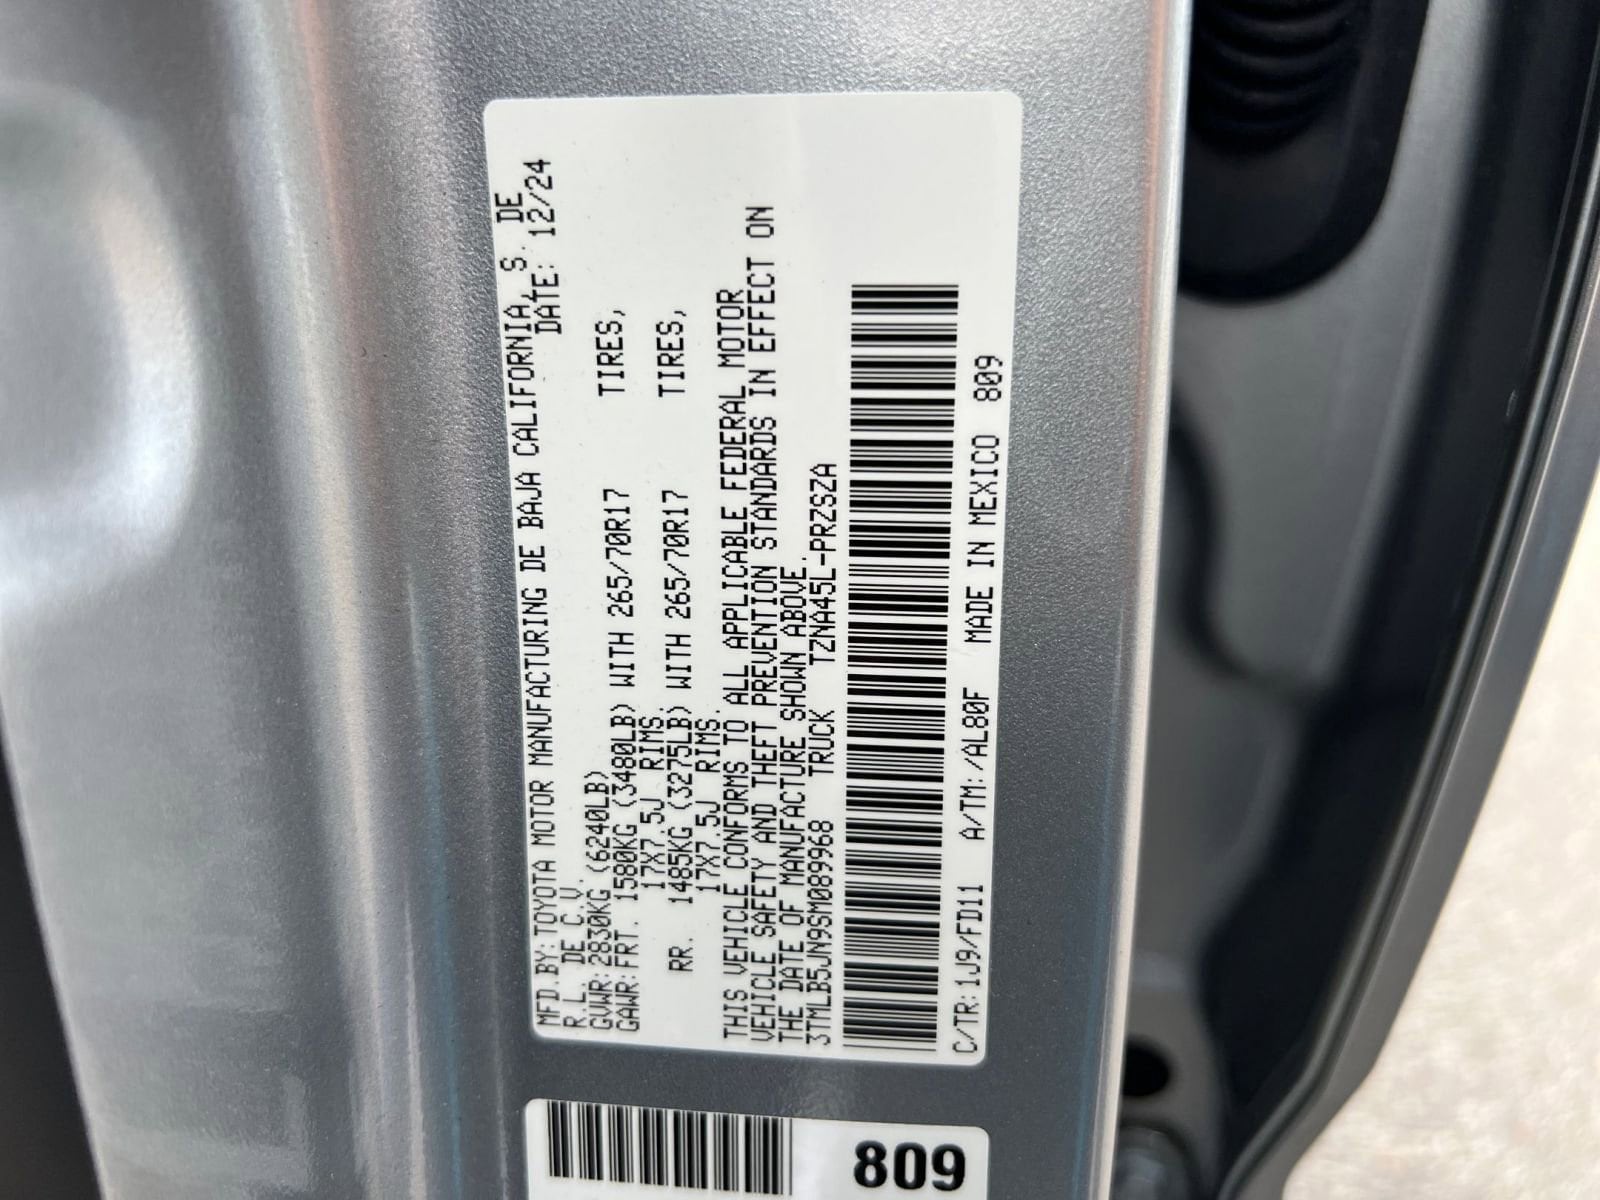 MFD.BY:TOYOTA MOTOR MANUFACTURING DE BAJA CALIFORNIA, S. DE
R.L. DE C.V. DATE: 12/24
GVWR: 2830KG (6240LB)
GAWR:FRT. 1580KG (3480LB) WITH 265/70R17 TIRES,
17X7.5J RIMS,
RR. 1485KG (3275LB) WITH 265/70R17 TIRES,
17X7.5J RIMS
THIS VEHICLE CONFORMS TO ALL APPLICABLE FEDERAL MOTOR
VEHICLE SAFETY AND THEFT PREVENTION STANDARDS IN EFFECT ON
THE DATE OF MANUFACTURE SHOWN ABOVE.
3TMLB5JN9SM089968 TRUCK TZNA45L-PRZSZA
C/TR:1J9/FD11 A/TM:/AL80F MADE IN MEXICO 809
809